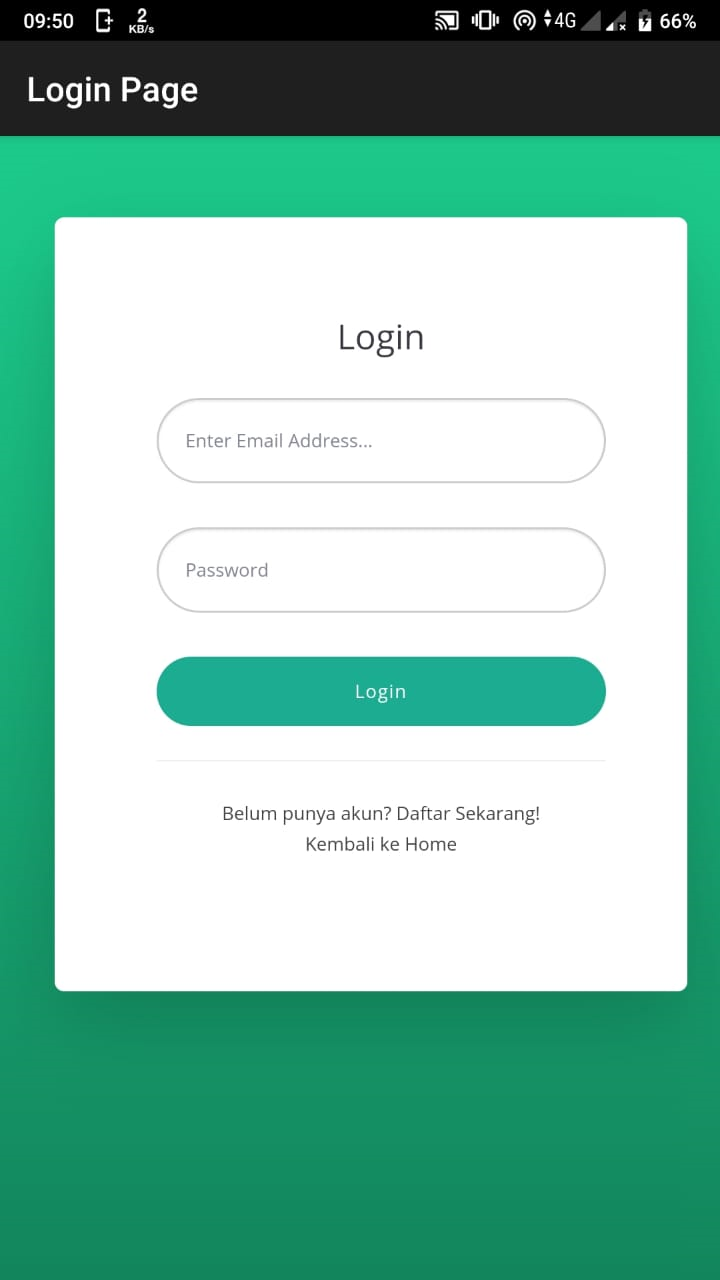 09:50 2 KB/s 4G 66%
Login Page
Login
Enter Email Address...
Password
Login
Belum punya akun? Daftar Sekarang!
Kembali ke Home